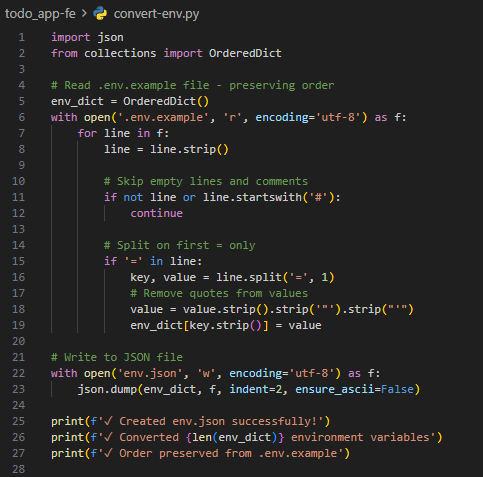 todo_app-fe > convert-env.py
1 import json
2 from collections import OrderedDict
3
4 # Read .env.example file - preserving order
5 env_dict = OrderedDict()
6 with open('.env.example', 'r', encoding='utf-8') as f:
7     for line in f:
8         line = line.strip()
9
10         # Skip empty lines and comments
11         if not line or line.startswith('#'):
12             continue
13
14         # Split on first = only
15         if '=' in line:
16             key, value = line.split('=', 1)
17             # Remove quotes from values
18             value = value.strip().strip('"').strip("'")
19             env_dict[key.strip()] = value
20
21 # Write to JSON file
22 with open('env.json', 'w', encoding='utf-8') as f:
23     json.dump(env_dict, f, indent=2, ensure_ascii=False)
24
25 print(f'✓ Created env.json successfully!')
26 print(f'✓ Converted {len(env_dict)} environment variables')
27 print(f'✓ Order preserved from .env.example')
28